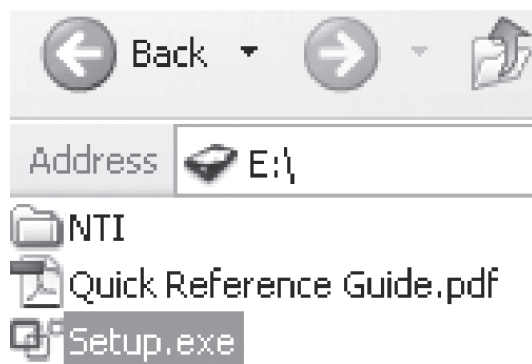 Back
Address E:\
NTI
Quick Reference Guide.pdf
Setup.exe